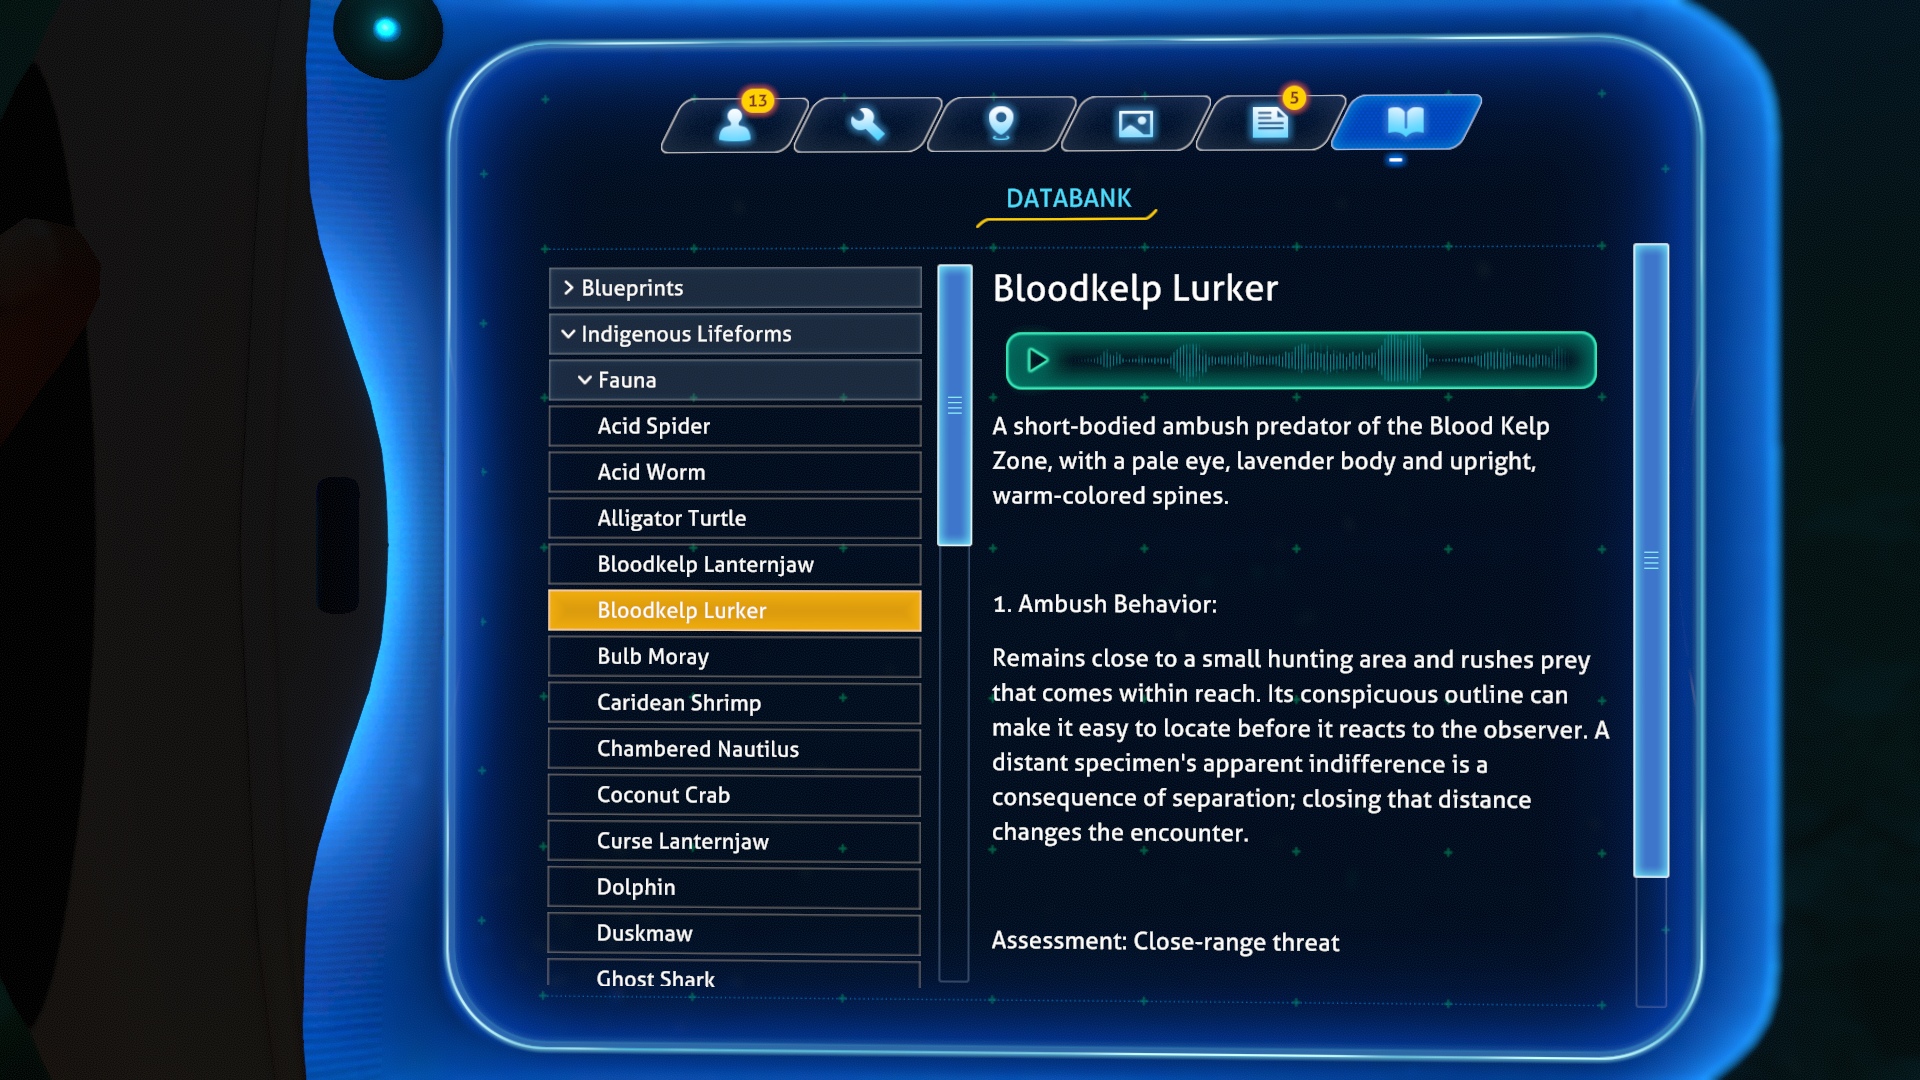 13
5
DATABANK
Blueprints
Indigenous Lifeforms
Fauna
Acid Spider
Acid Worm
Alligator Turtle
Bloodkelp Lanternjaw
Bloodkelp Lurker
Bulb Moray
Caridean Shrimp
Chambered Nautilus
Coconut Crab
Curse Lanternjaw
Dolphin
Duskmaw
Ghost Shark
Bloodkelp Lurker
A short-bodied ambush predator of the Blood Kelp
Zone, with a pale eye, lavender body and upright,
warm-colored spines.
1. Ambush Behavior:
Remains close to a small hunting area and rushes prey
that comes within reach. Its conspicuous outline can
make it easy to locate before it reacts to the observer. A
distant specimen's apparent indifference is a
consequence of separation; closing that distance
changes the encounter.
Assessment: Close-range threat